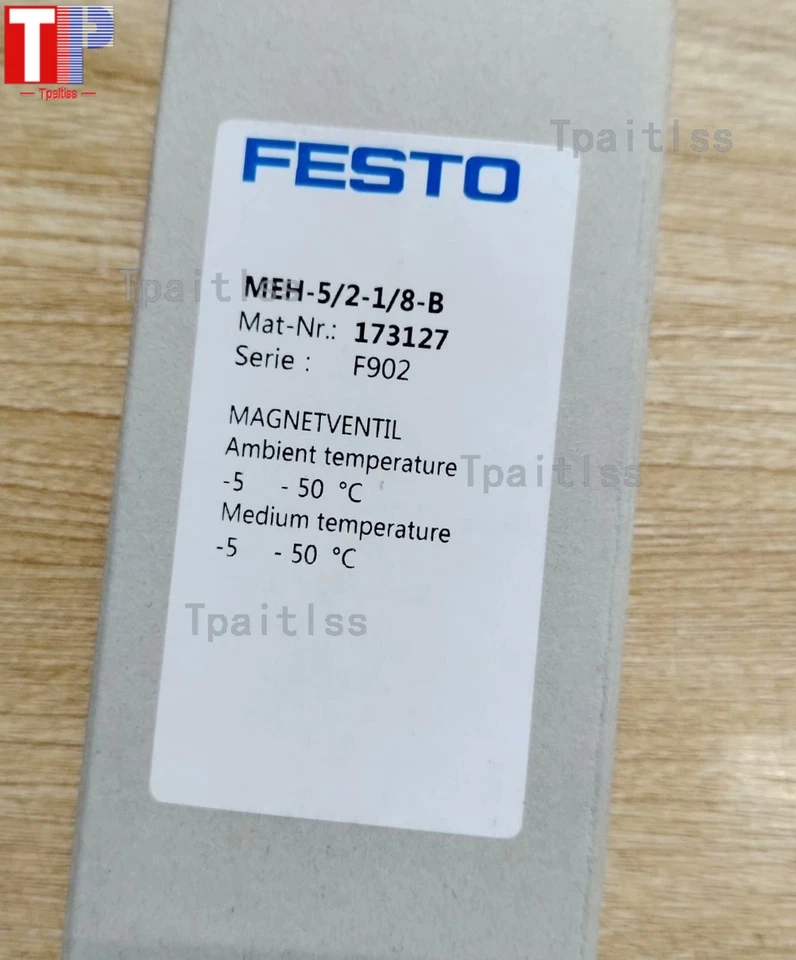 TP
Tpaitlss
Tpaitlss
FESTO
Tpaitlss
MEH-5/2-1/8-B
Mat-Nr.: 173127
Serie : F902
MAGNETVENTIL
Ambient temperature
-5 - 50 °C
Tpaitlss
Medium temperature
-5 - 50 °C
Tpaitlss